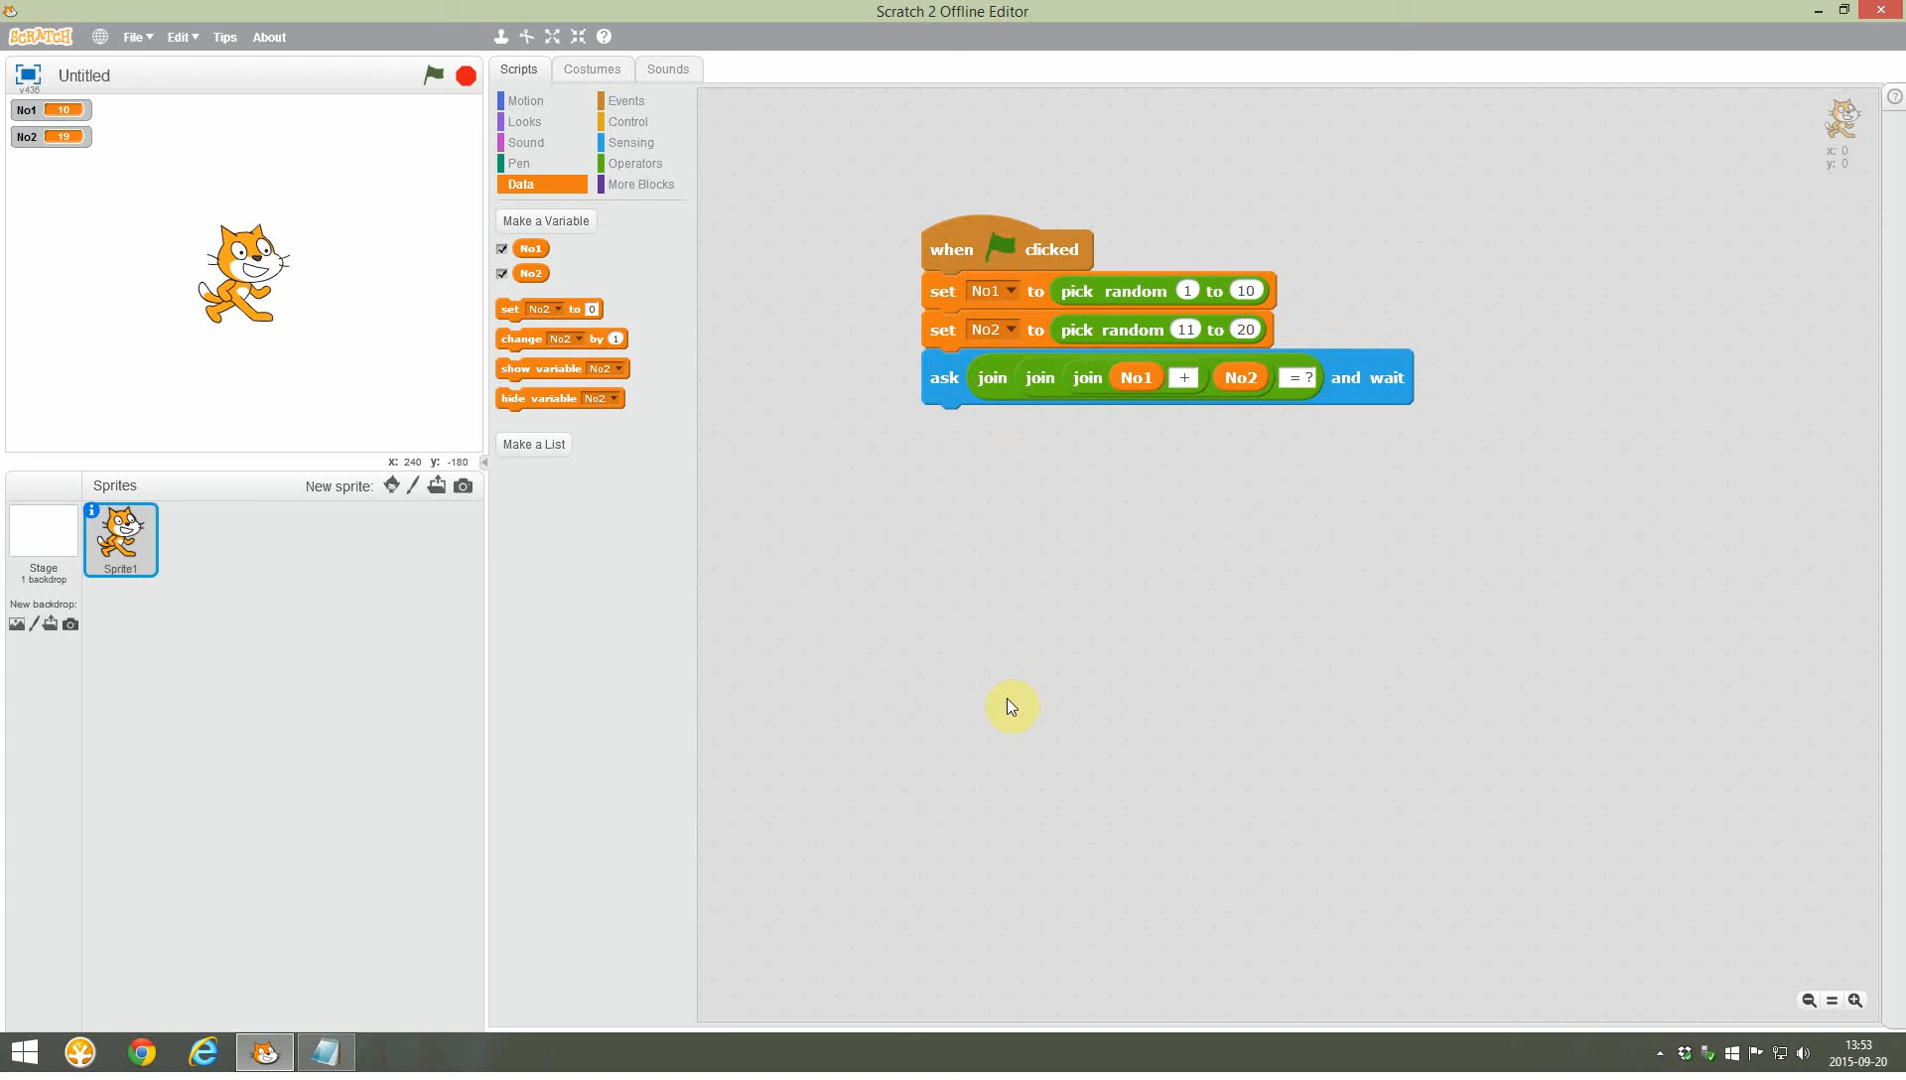 Scratch 2 Offline Editor
SCRATCH File Edit Tips About
v436
Untitled
No1 10
No2 19
x: 240 y: -180
Sprites New sprite:
Stage
1 backdrop
New backdrop:
Sprite1
Scripts Costumes Sounds
Motion Events
Looks Control
Sound Sensing
Pen Operators
Data More Blocks
Make a Variable
No1
No2
set No2 to 0
change No2 by 1
show variable No2
hide variable No2
Make a List
when clicked
set No1 to pick random 1 to 10
set No2 to pick random 11 to 20
ask join join join No1 + No2 = ? and wait
x: 0
y: 0
13:53
2015-09-20